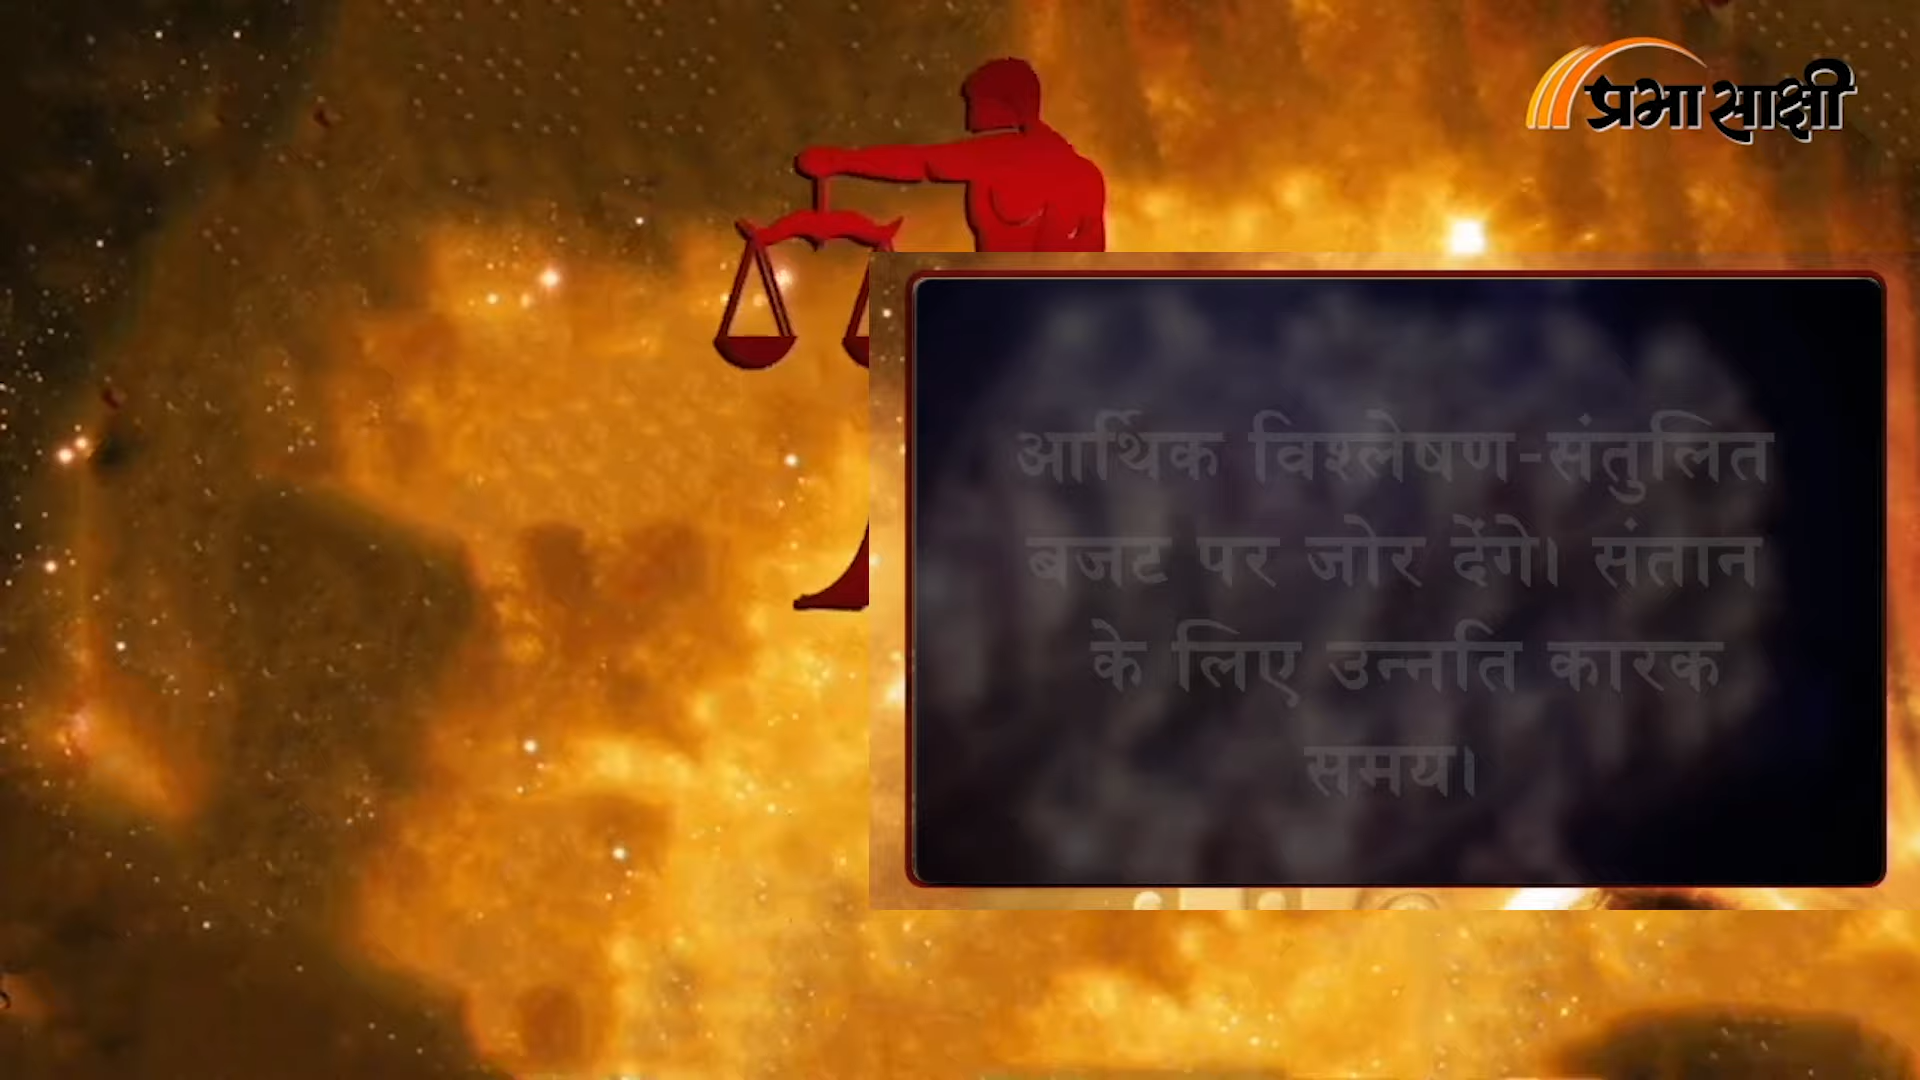 प्रभासाक्षी
आर्थिक विश्लेषण-संतुलित
बजट पर जोर देंगे। संतान
के लिए उन्नति कारक
समय।